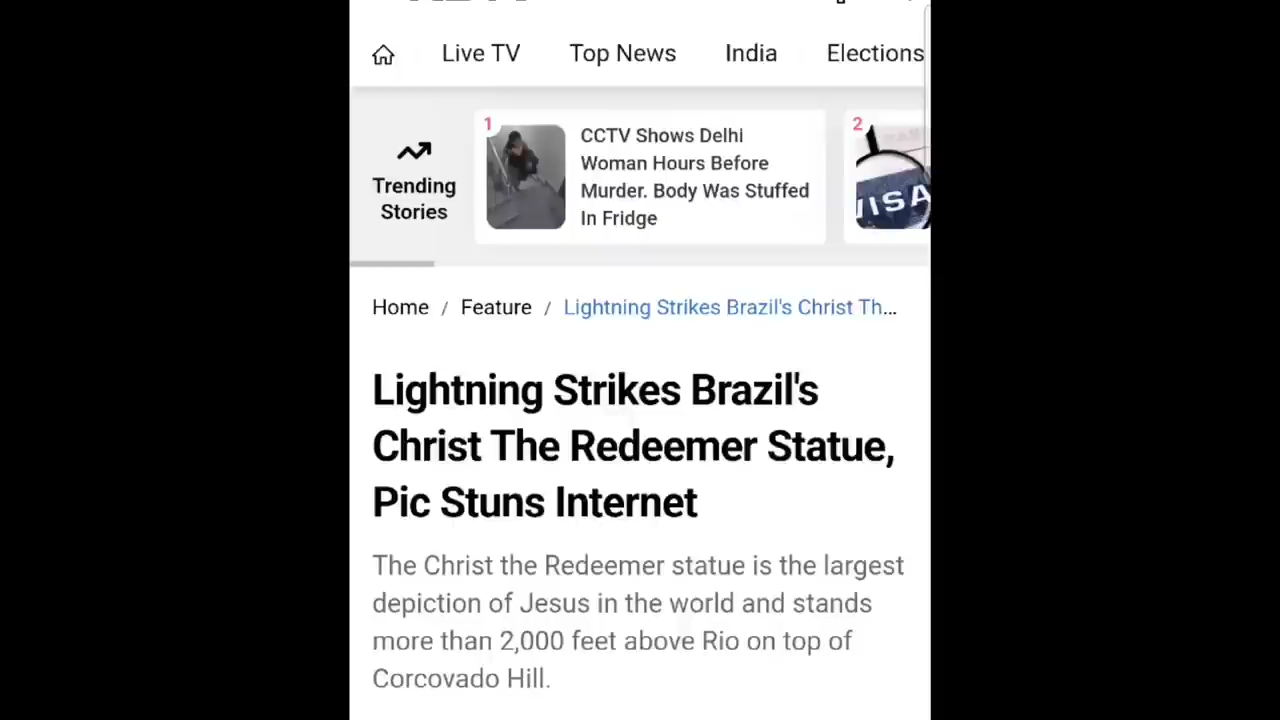 Live TV Top News India Elections
1
CCTV Shows Delhi
Woman Hours Before
Murder. Body Was Stuffed
In Fridge
2
VISA
Trending
Stories
Home / Feature / Lightning Strikes Brazil's Christ Th...
Lightning Strikes Brazil's
Christ The Redeemer Statue,
Pic Stuns Internet
The Christ the Redeemer statue is the largest
depiction of Jesus in the world and stands
more than 2,000 feet above Rio on top of
Corcovado Hill.